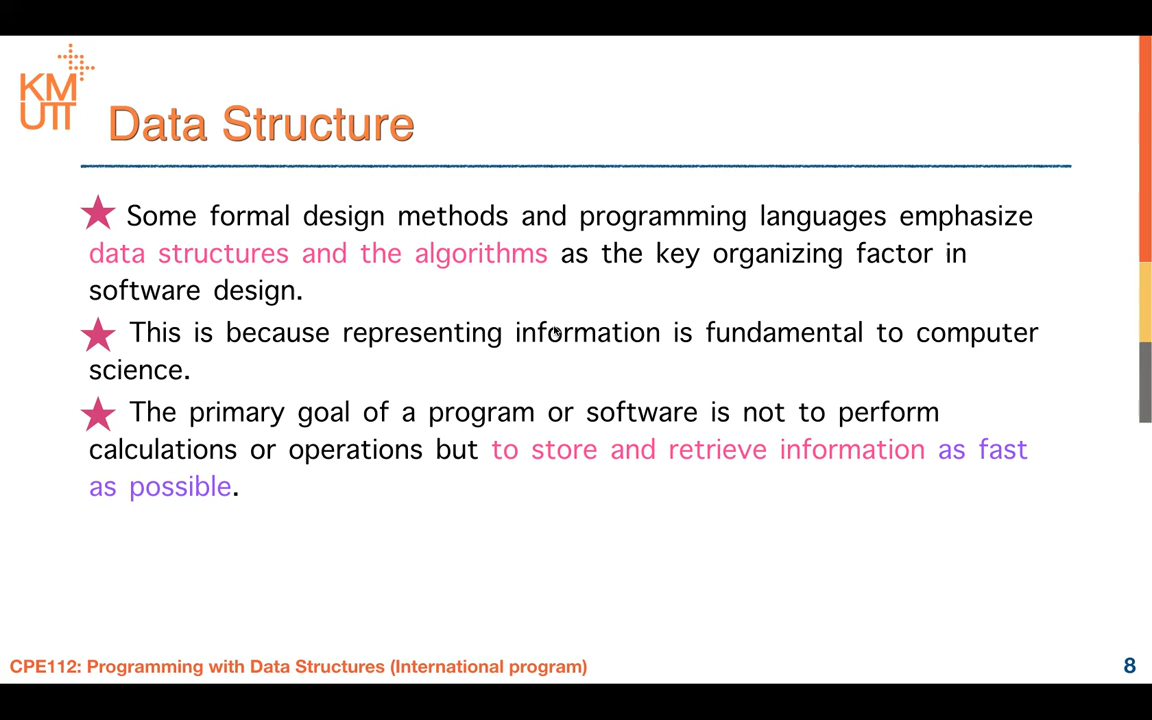 KM
UTT
Data Structure
Some formal design methods and programming languages emphasize
data structures and the algorithms as the key organizing factor in
software design.
This is because representing information is fundamental to computer
science.
The primary goal of a program or software is not to perform
calculations or operations but to store and retrieve information as fast
as possible.
CPE112: Programming with Data Structures (International program)
8